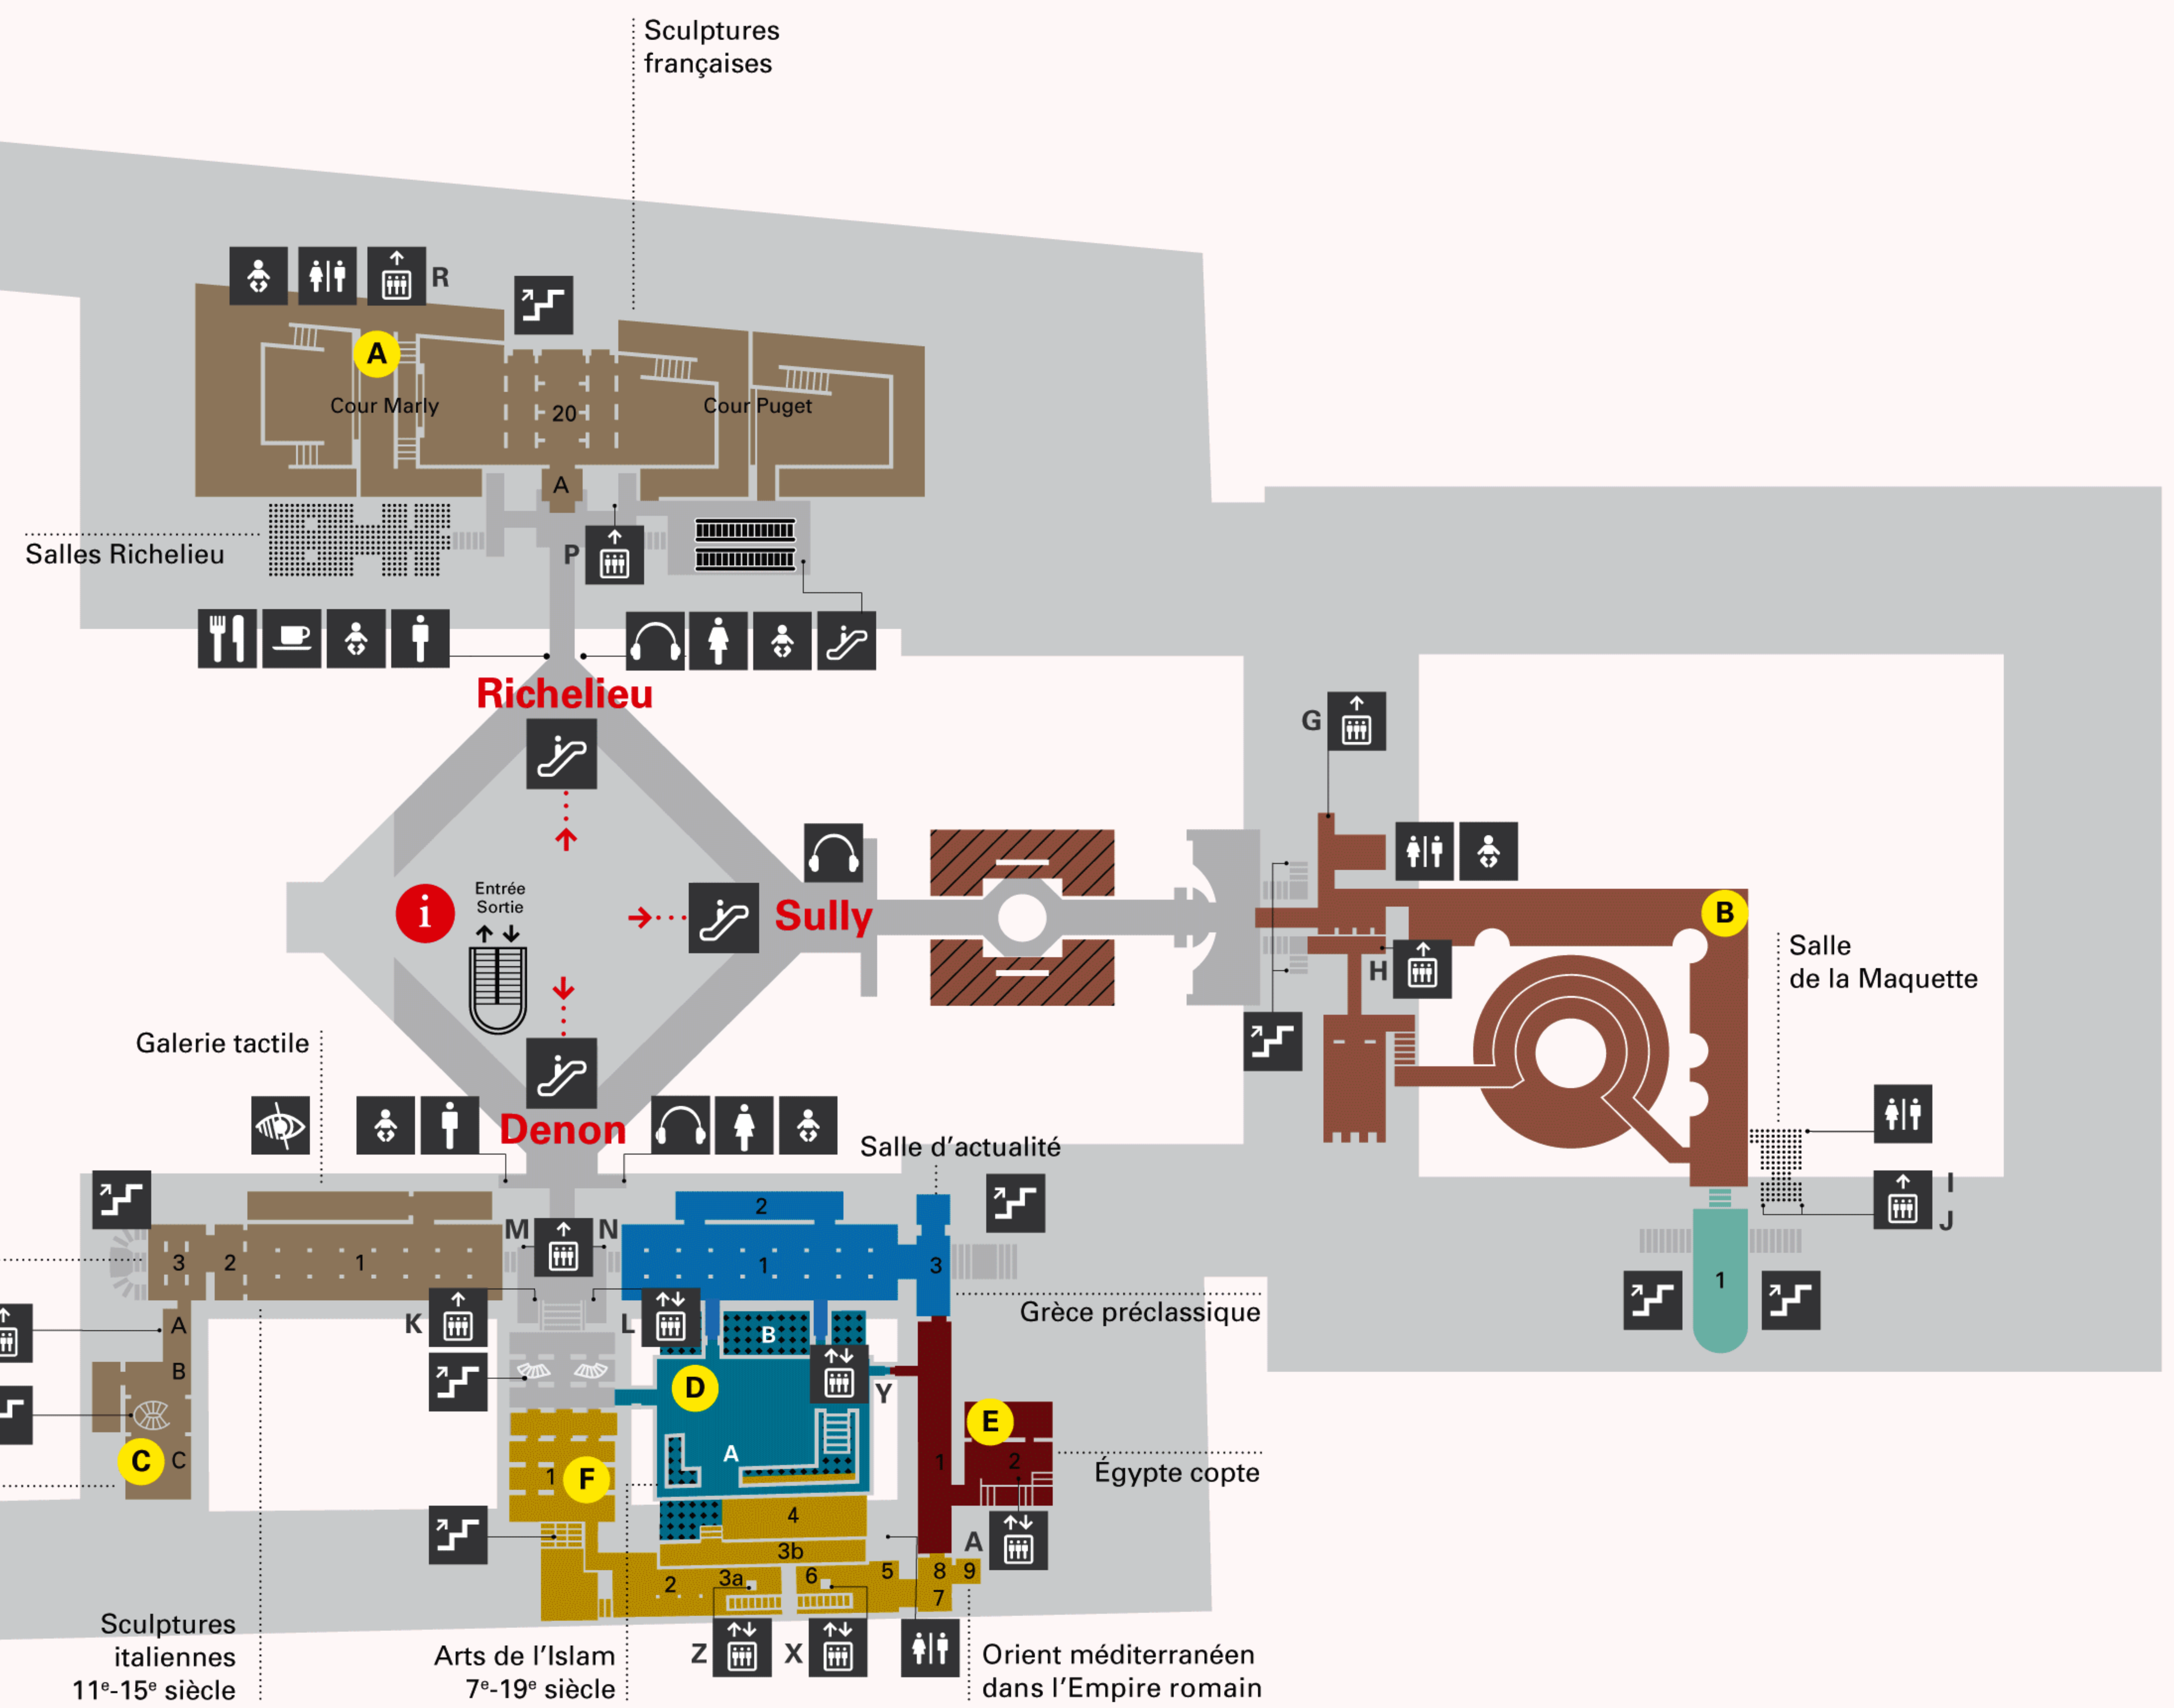 Sculptures
françaises
R
A
Cour Marly
20
Cour Puget
A
Salles Richelieu
P
Richelieu
G
i
Entrée
Sortie
Sully
B
H
Salle
de la Maquette
Galerie tactile
Denon
Salle d'actualité
I
J
M
N
2
3
2
1
1
3
1
K
L
Grèce préclassique
A
B
B
D
Y
E
C
C
1
F
A
1
2
Égypte copte
4
3b
A
2
3a
6
5
8
9
7
Sculptures
italiennes
11e-15e siècle
Arts de l'Islam
7e-19e siècle
Z
X
Orient méditerranéen
dans l'Empire romain